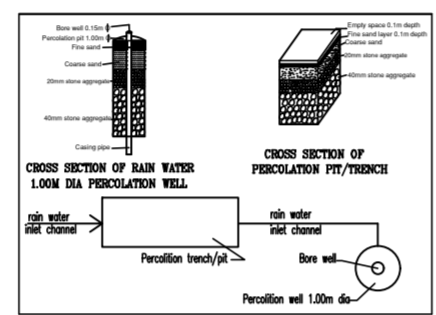 Bore well 0.15m ϕ
Percolation pit 1.00m ϕ
Fine sand
Coarse sand
20mm stone aggregate
40mm stone aggregate
Casing pipe
CROSS SECTION OF RAIN WATER
1.00M DIA PERCOLATION WELL
Empty space 0.1m depth
Fine sand layer 0.1m depth
Coarse sand
20mm stone aggregate
40mm stone aggregate
CROSS SECTION OF
PERCOLATION PIT/TRENCH
rain water
inlet channel
Percolition trench/pit
rain water
inlet channel
Bore well
Percolition well 1.00m dia